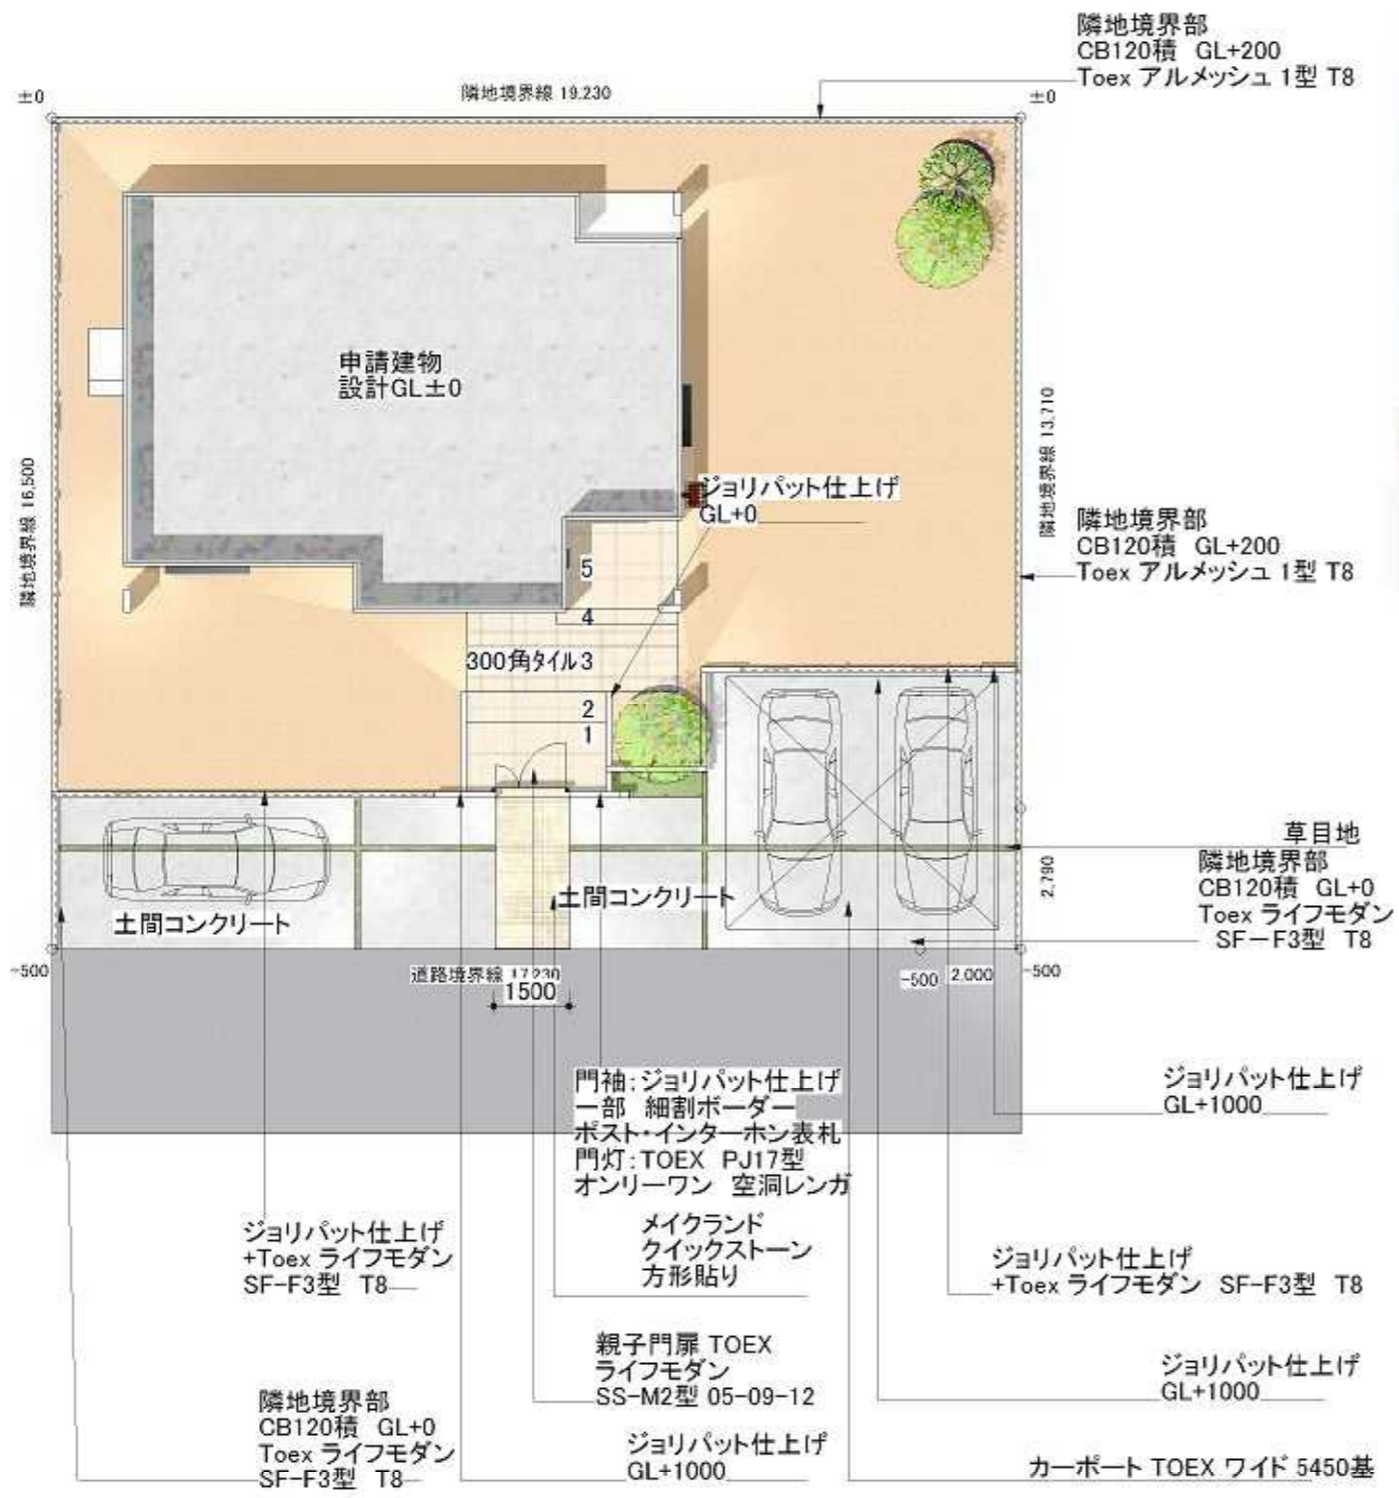 隣地境界部
CB120積 GL+200
Toex アルメッシュ 1型 T8
±0
隣地境界線 19,230
±0
申請建物
設計GL±0
隣地境界線 16,500
隣地境界線 13,710
ジョリパット仕上げ
GL+0
隣地境界部
CB120積 GL+200
Toex アルメッシュ 1型 T8
5
4
300角タイル3
2
1
草目地
隣地境界部
CB120積 GL+0
Toex ライフモダン
SF-F3型 T8
2,790
土間コンクリート
土間コンクリート
-500
道路境界線 17,230
1500
-500
2,000
-500
門袖:ジョリパット仕上げ
一部 細割ボーダー
ポスト・インターホン表札
門灯:TOEX PJ17型
オンリーワン 空洞レンガ
ジョリパット仕上げ
GL+1000
ジョリパット仕上げ
+Toex ライフモダン
SF-F3型 T8
メイクランド
クイックストーン
方形貼り
ジョリパット仕上げ
+Toex ライフモダン SF-F3型 T8
親子門扉 TOEX
ライフモダン
SS-M2型 05-09-12
ジョリパット仕上げ
GL+1000
隣地境界部
CB120積 GL+0
Toex ライフモダン
SF-F3型 T8
ジョリパット仕上げ
GL+1000
カーポート TOEX ワイド 5450基